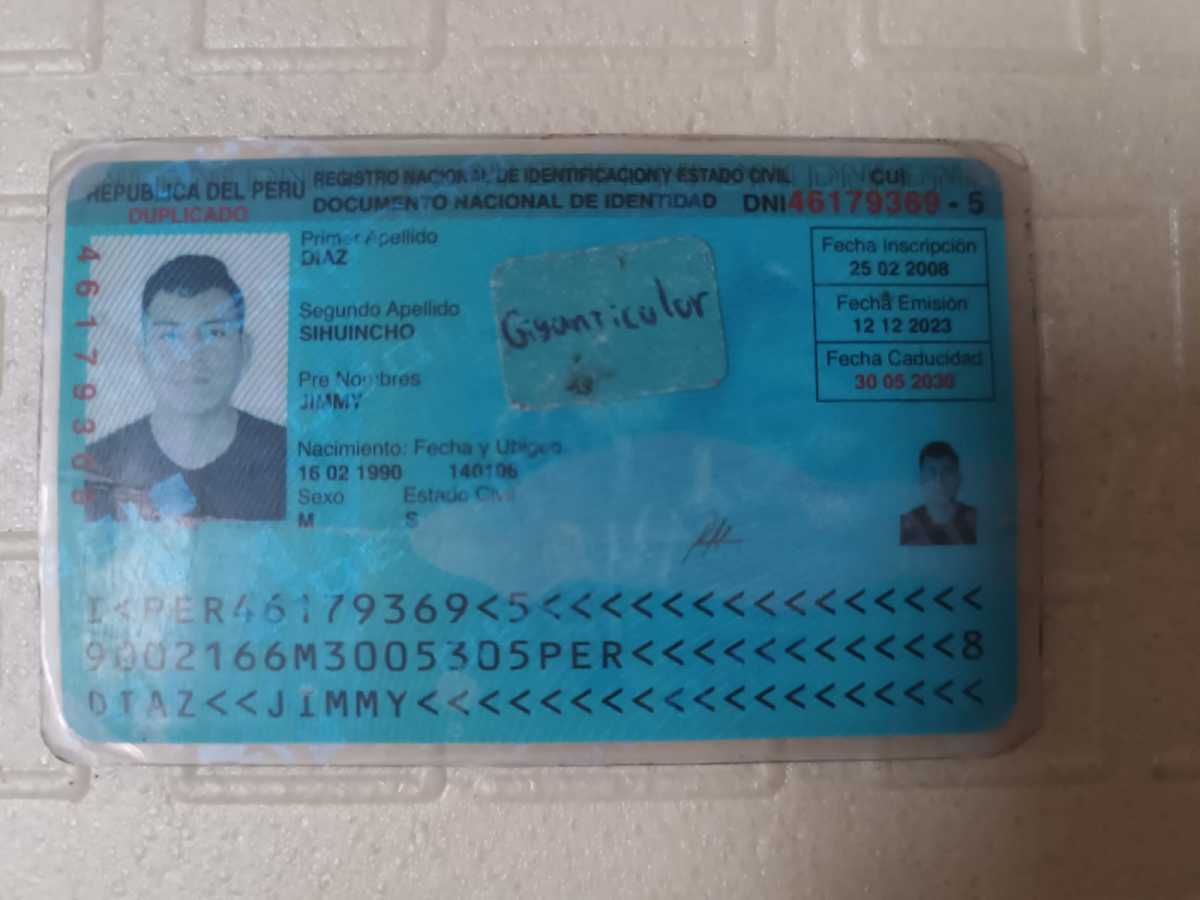 REPUBLICA DEL PERU
DUPLICADO
REGISTRO NACIONAL DE IDENTIFICACION Y ESTADO CIVIL
DOCUMENTO NACIONAL DE IDENTIDAD
CUI
DNI46179369 - 5
46179369
Primer Apellido
DIAZ
Segundo Apellido
SIHUINCHO
Pre Nombres
JIMMY
Nacimiento: Fecha y Ubigeo
16 02 1990 140106
Sexo Estado Civil
M S
Giganticolor
Fecha Inscripción
25 02 2008
Fecha Emisión
12 12 2023
Fecha Caducidad
30 05 2030
I<PER46179369<5<<<<<<<<<<<<<<<
9002166M3005305PER<<<<<<<<<<<8
DIAZ<<JIMMY<<<<<<<<<<<<<<<<<<<